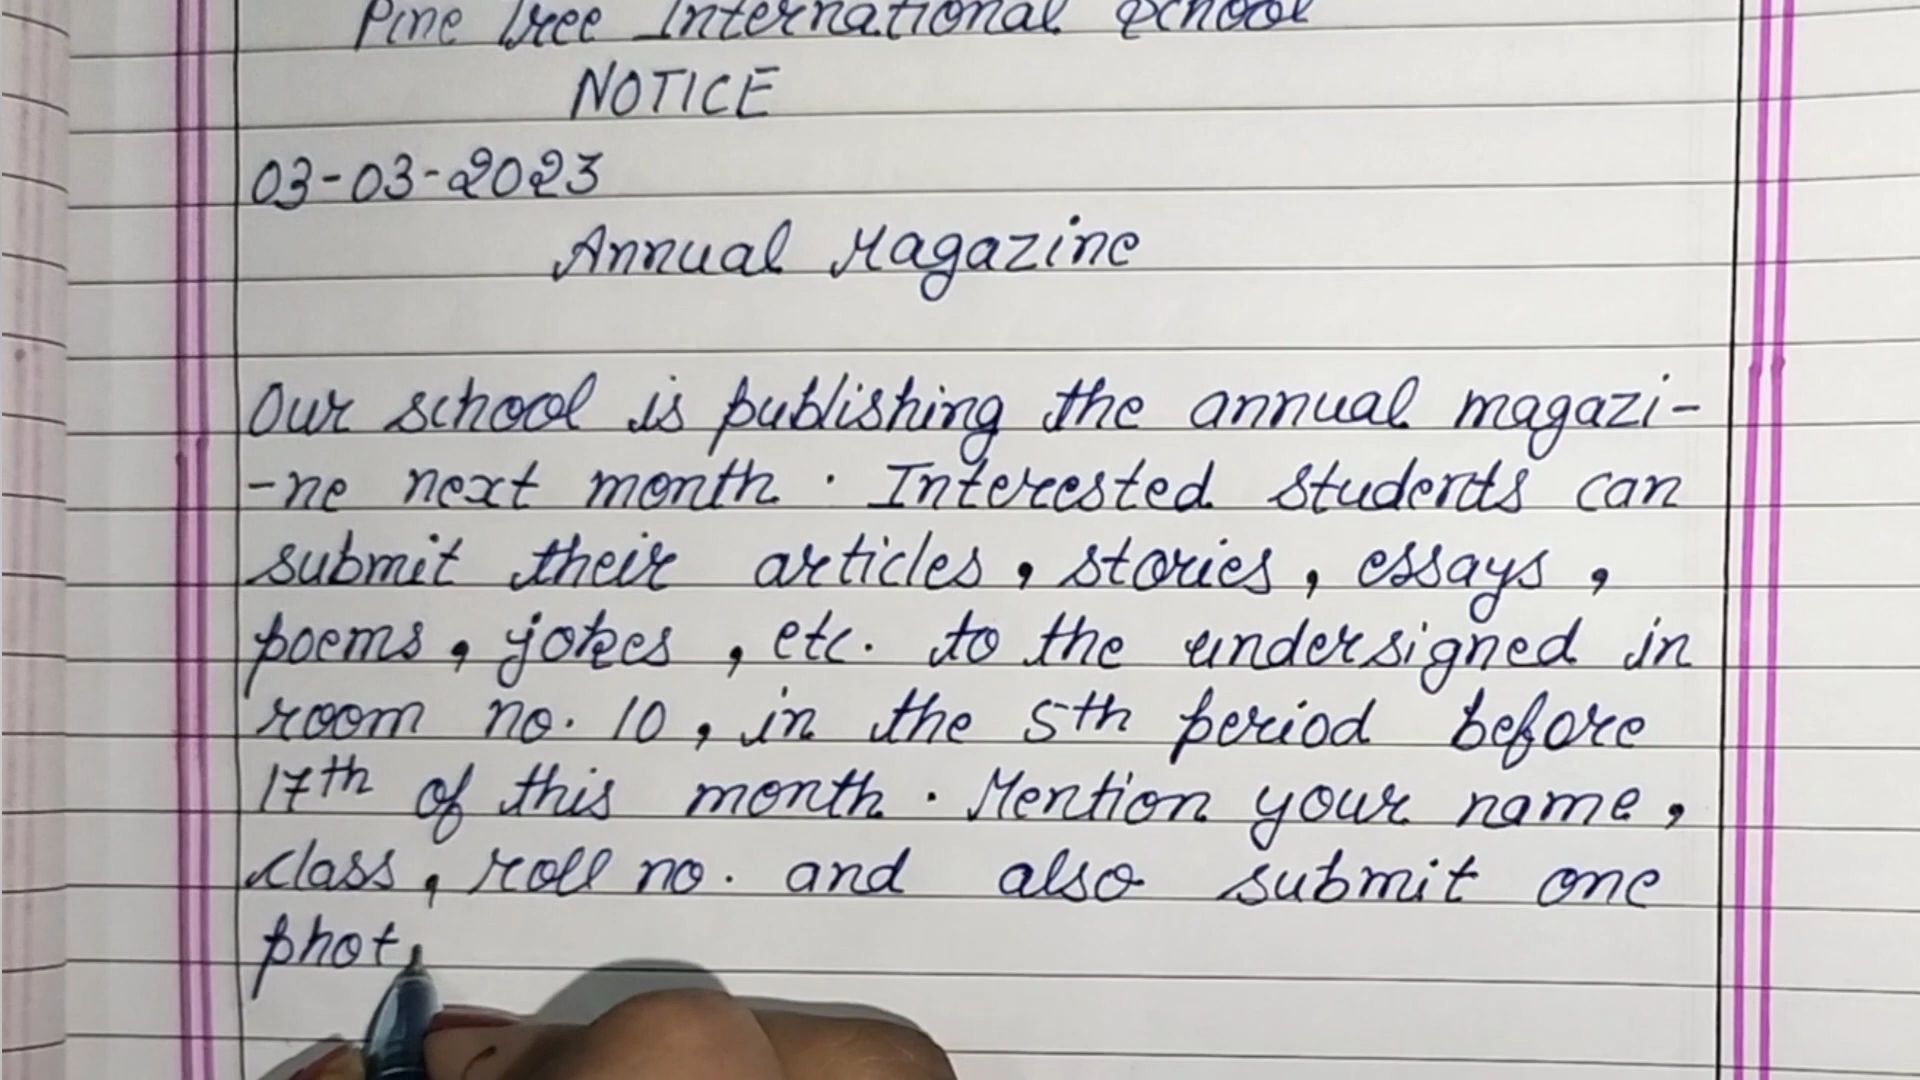 Pine Tree International School
NOTICE
03-03-2023
Annual Magazine
Our school is publishing the annual magazi-
-ne next month. Interested students can
submit their articles, stories, essays,
poems, jokes, etc. to the undersigned in
room no. 10, in the 5th period before
17th of this month. Mention your name,
class, roll no. and also submit one
phot